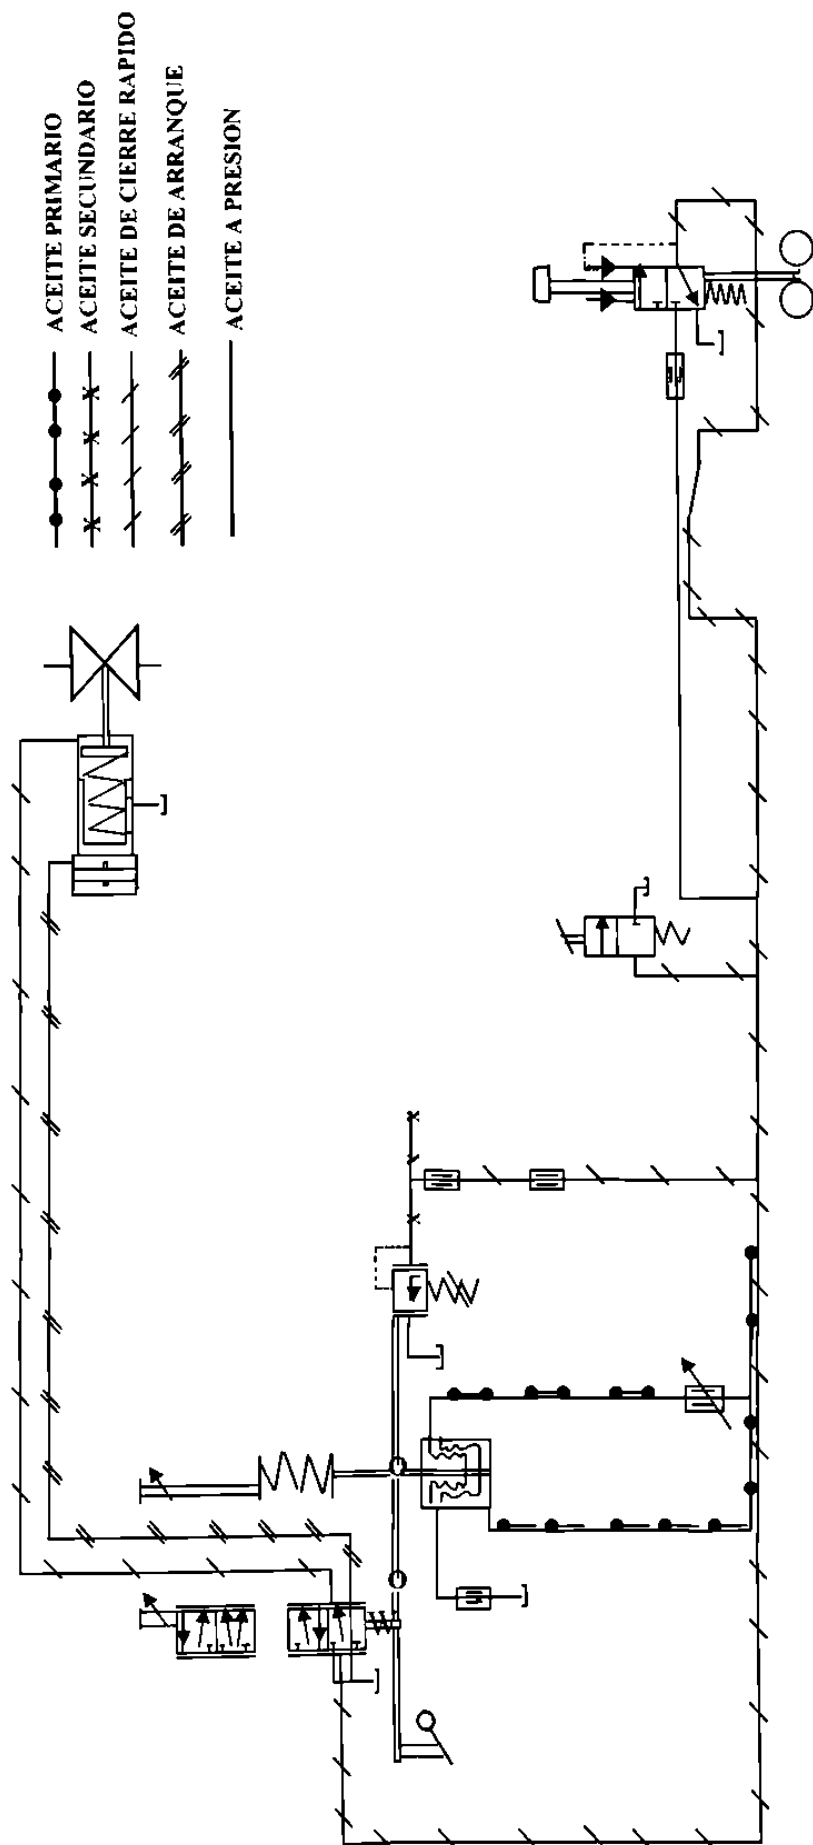 ACEITE PRIMARIO
ACEITE SECUNDARIO
ACEITE DE CIERRE RAPIDO
ACEITE DE ARRANQUE
ACEITE A PRESION